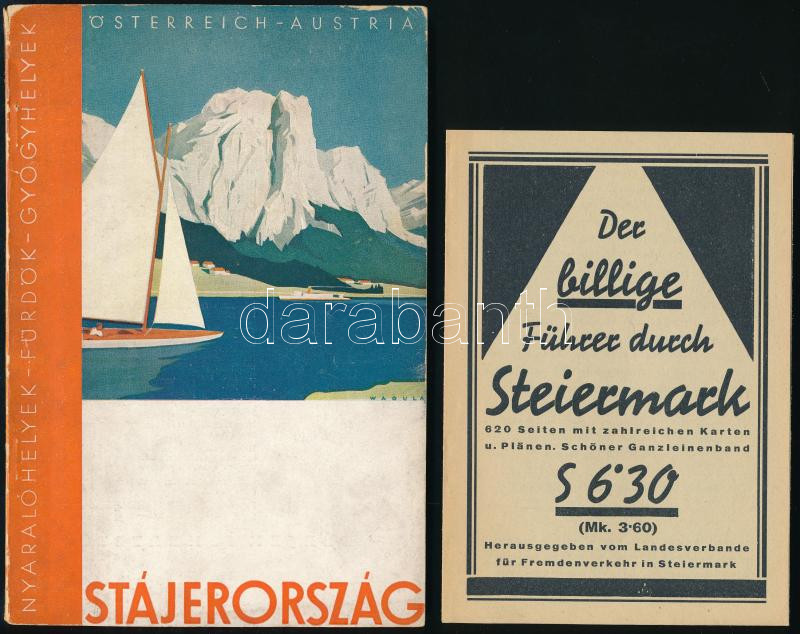 ÖSTERREICH–AUSTRIA
NYARALÓHELYEK–FÜRDŐK–GYÓGYHELYEK
WAGULA
STÁJERORSZÁG
darabanth
Der
billige
Führer durch
Steiermark
620 Seiten mit zahlreichen Karten
u. Plänen. Schöner Ganzleinenband
S 6·30
(Mk. 3·60)
Herausgegeben vom Landesverbande
für Fremdenverkehr in Steiermark